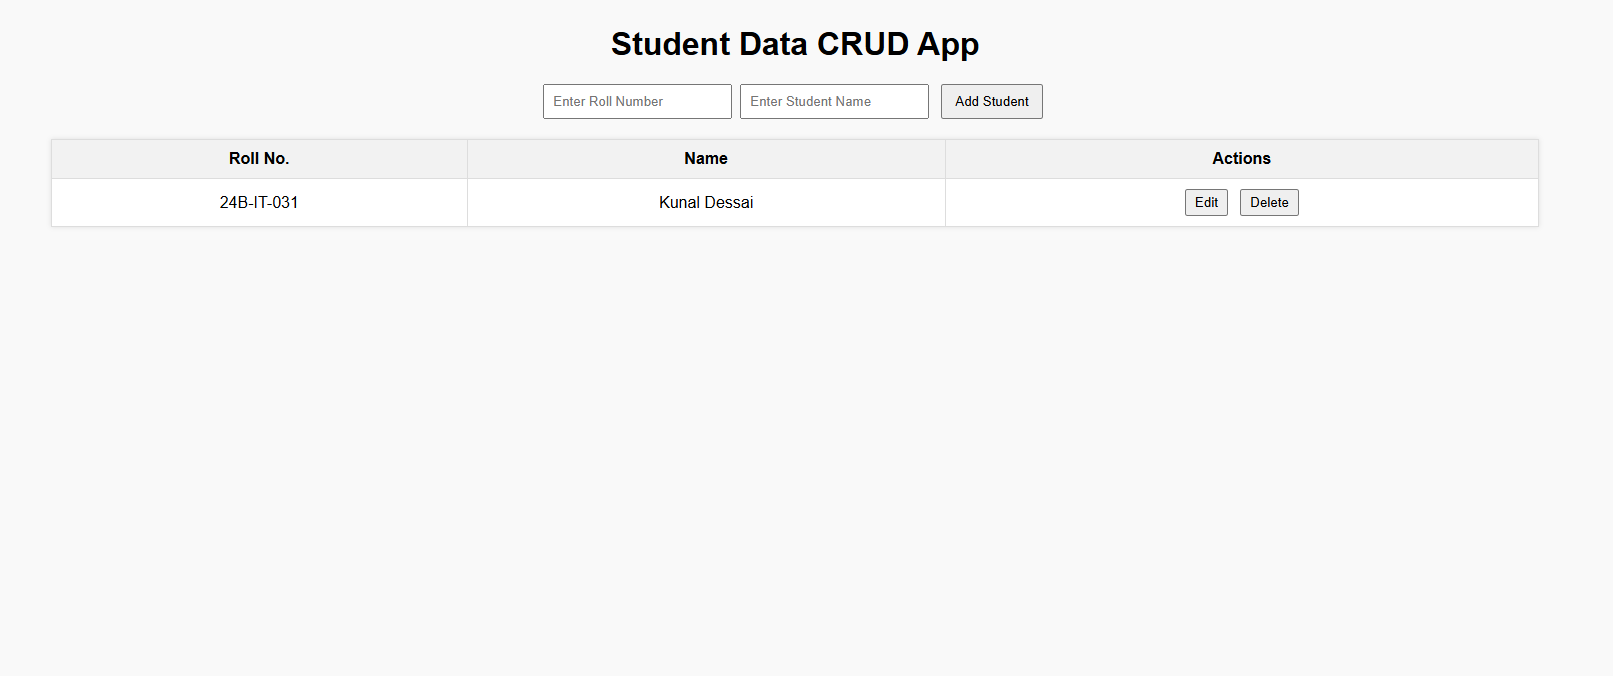 Student Data CRUD App
Enter Roll Number Enter Student Name Add Student
Roll No. Name Actions
24B-IT-031 Kunal Dessai Edit Delete